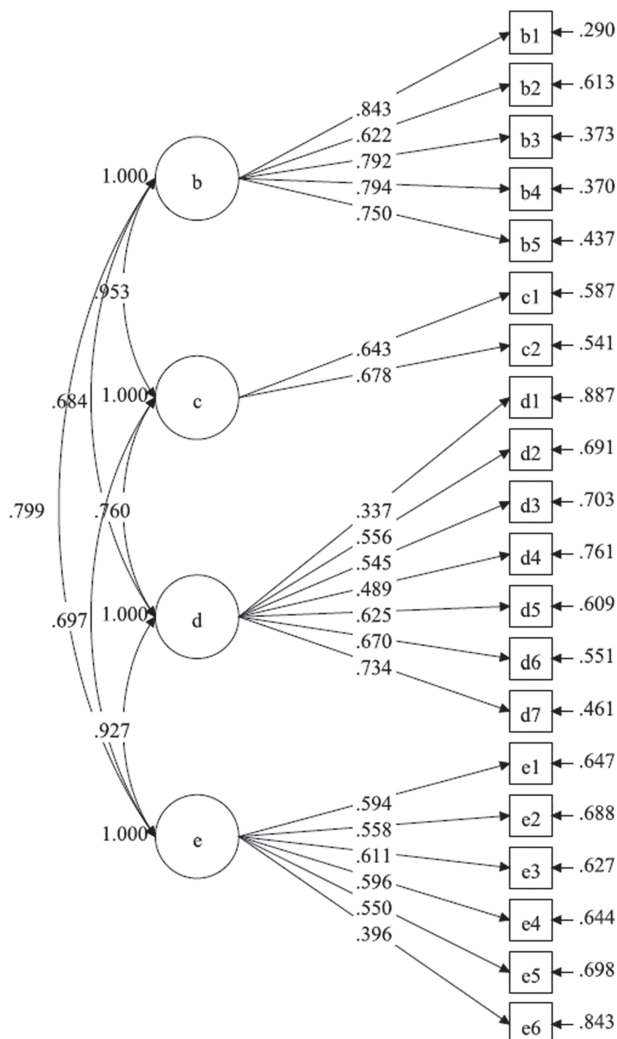 b1 .290
b2 .613
.843
.622
b3 .373
.792
1.000 b
.794
b4 .370
.750
b5 .437
.953
c1 .587
.643
c2 .541
.678
1.000 c
d1 .887
.684
d2 .691
.799
.760
.337
d3 .703
.556
.545
d4 .761
.489
d5 .609
1.000 d
.625
.697
.670
d6 .551
.734
d7 .461
.927
e1 .647
.594
e2 .688
.558
1.000 e
.611
e3 .627
.596
.550
e4 .644
.396
e5 .698
e6 .843